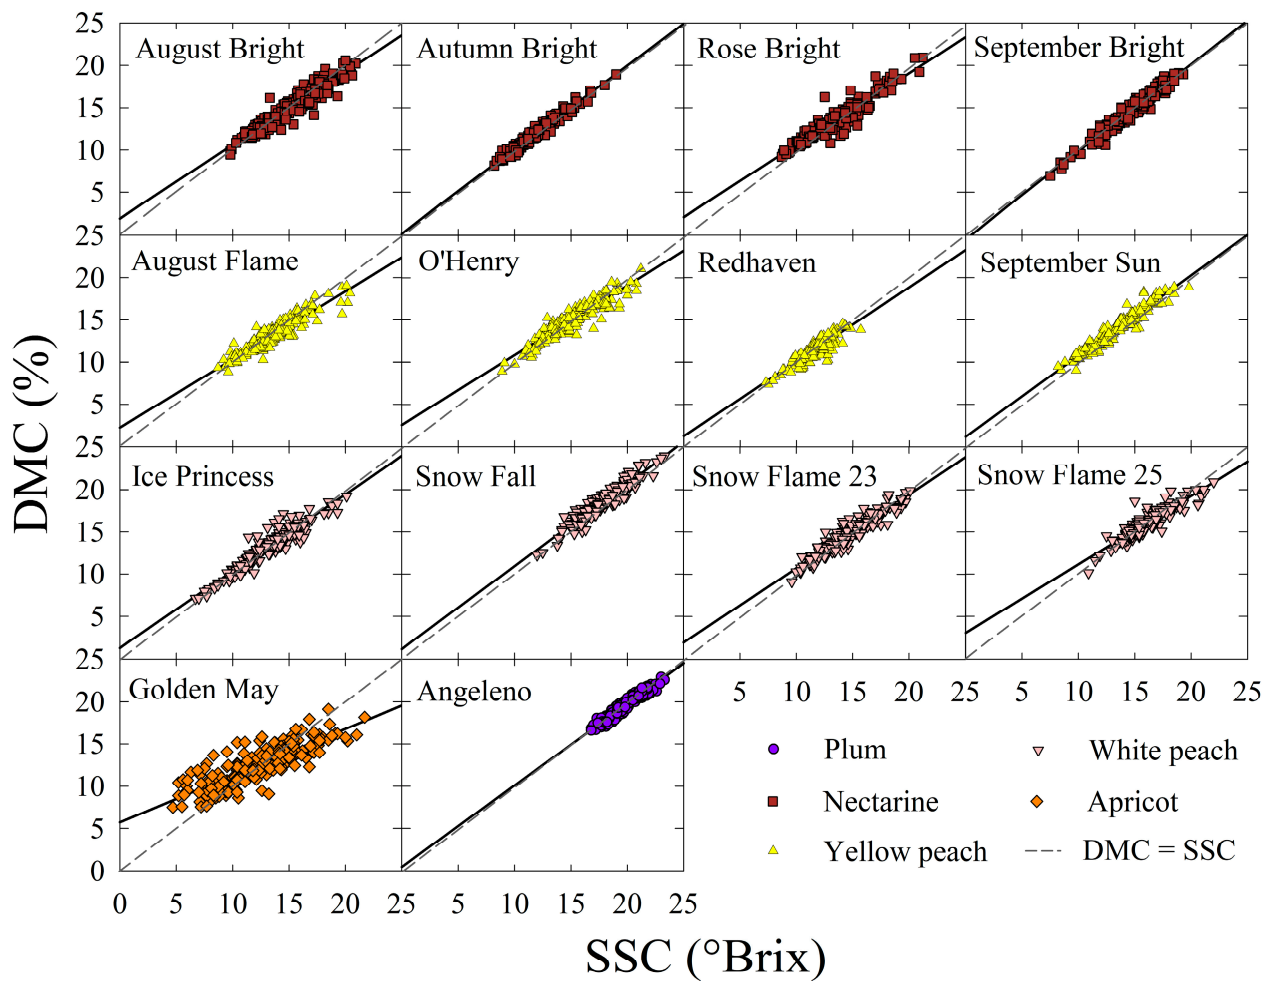 25
August Bright
Autumn Bright
Rose Bright
September Bright
20
15
10
5
25
August Flame
O'Henry
Redhaven
September Sun
20
15
10
5
25
Ice Princess
Snow Fall
Snow Flame 23
Snow Flame 25
20
15
10
5
25
Golden May
Angeleno
5 10 15 20 5 10 15 20 25
20
15
10
5
0
0 5 10 15 20 25 5 10 15 20 25
DMC (%)
SSC (°Brix)
Plum
White peach
Nectarine
Apricot
Yellow peach
DMC = SSC